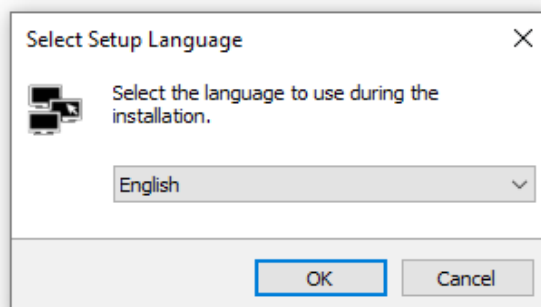 Select Setup Language
Select the language to use during the
installation.
English
OK
Cancel